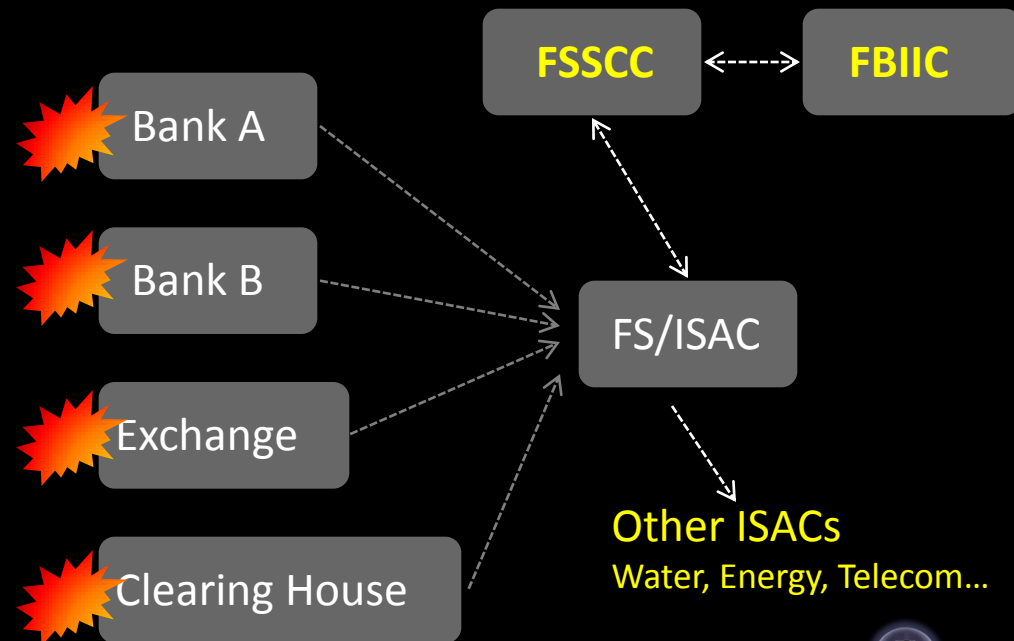 FSSCC
FBIIC
Bank A
Bank B
FS/ISAC
Exchange
Other ISACs
Water, Energy, Telecom...
Clearing House